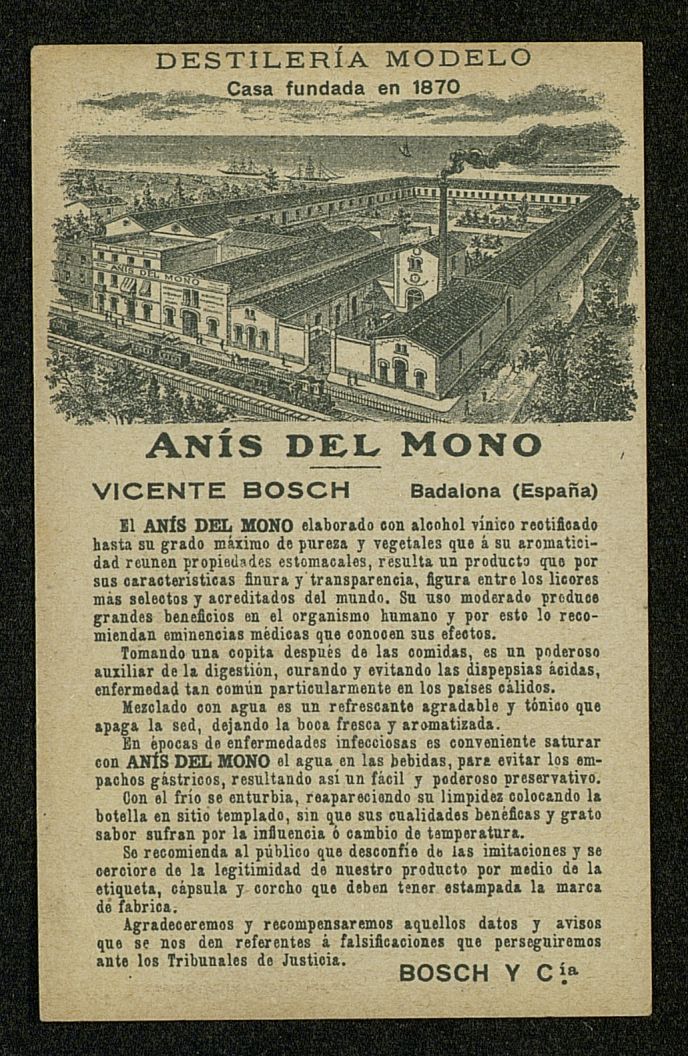 DESTILERÍA MODELO
Casa fundada en 1870
ANÍS DEL MONO
ANÍS DEL MONO
VICENTE BOSCH Badalona (España)
El ANÍS DEL MONO elaborado con alcohol vínico rectificado
hasta su grado máximo de pureza y vegetales que á su aromatici-
dad reunen propiedades estomacales, resulta un producto que por
sus características finura y transparencia, figura entre los licores
más selectos y acreditados del mundo. Su uso moderado produce
grandes beneficios en el organismo humano y por esto lo reco-
miendan eminencias médicas que conocen sus efectos.
Tomando una copita después de las comidas, es un poderoso
auxiliar de la digestión, curando y evitando las dispepsias ácidas,
enfermedad tan común particularmente en los países cálidos.
Mezclado con agua es un refrescante agradable y tónico que
apaga la sed, dejando la boca fresca y aromatizada.
En épocas de enfermedades infecciosas es conveniente saturar
con ANÍS DEL MONO el agua en las bebidas, para evitar los em-
pachos gástricos, resultando así un fácil y poderoso preservativo.
Con el frío se enturbia, reapareciendo su limpidez colocando la
botella en sitio templado, sin que sus cualidades benéficas y grato
sabor sufran por la influencia ó cambio de temperatura.
Se recomienda al público que desconfíe de las imitaciones y se
cerciore de la legitimidad de nuestro producto por medio de la
etiqueta, cápsula y corcho que deben tener estampada la marca
de fabrica.
Agradeceremos y recompensaremos aquellos datos y avisos
que se nos den referentes á falsificaciones que perseguiremos
ante los Tribunales de Justicia.
BOSCH Y Cía